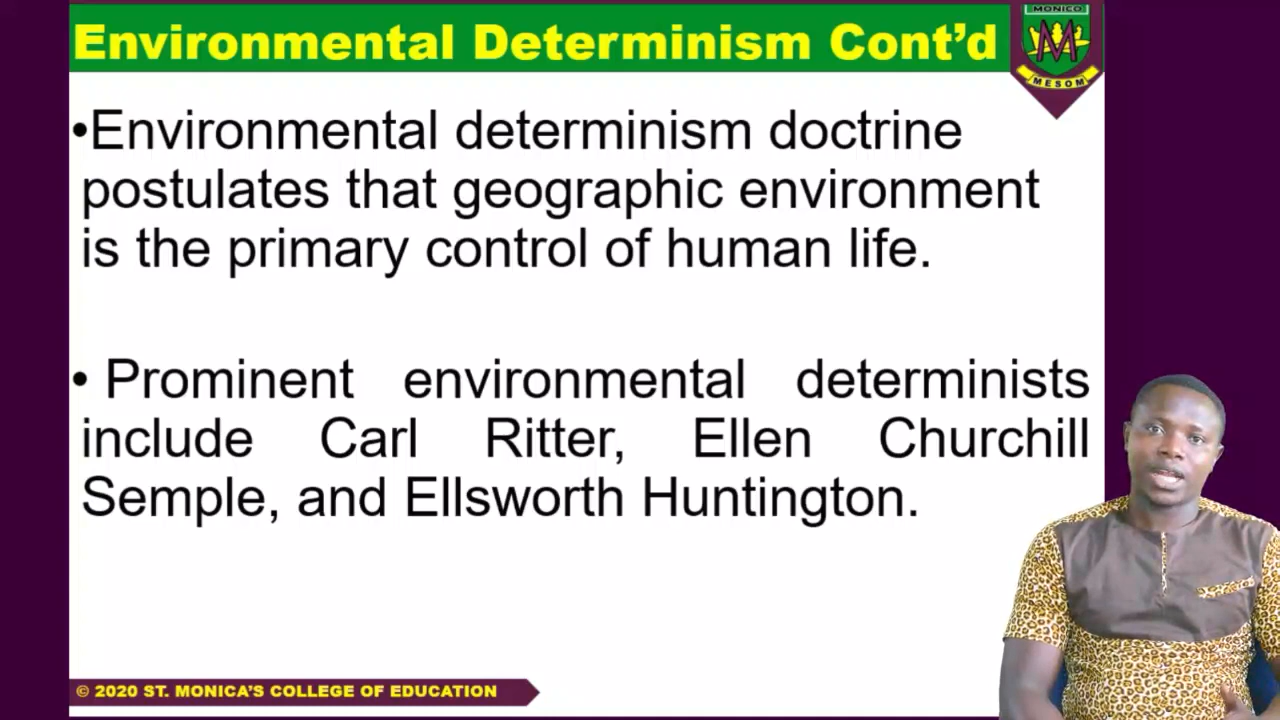 Environmental Determinism Cont’d
MONICO
M
MESOM
•Environmental determinism doctrine
postulates that geographic environment
is the primary control of human life.
• Prominent environmental determinists
include Carl Ritter, Ellen Churchill
Semple, and Ellsworth Huntington.
© 2020 ST. MONICA’S COLLEGE OF EDUCATION